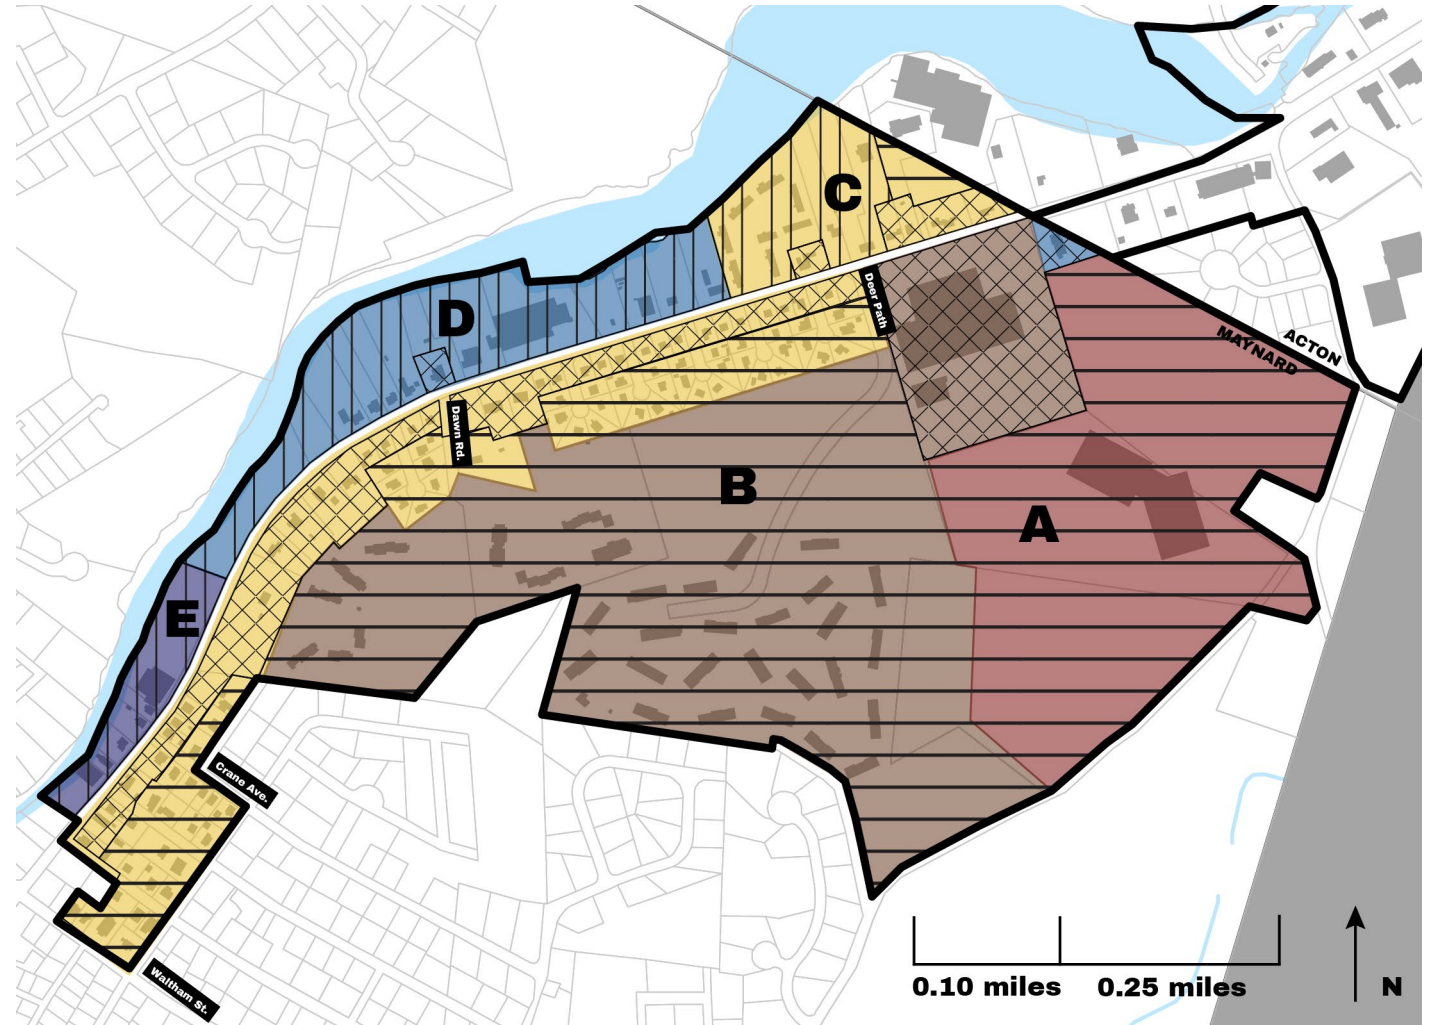 C
Deer Path
D
ACTON
MAYNARD
Dawn Rd.
B
A
E
Crane Ave.
Waltham St.
0.10 miles 0.25 miles N